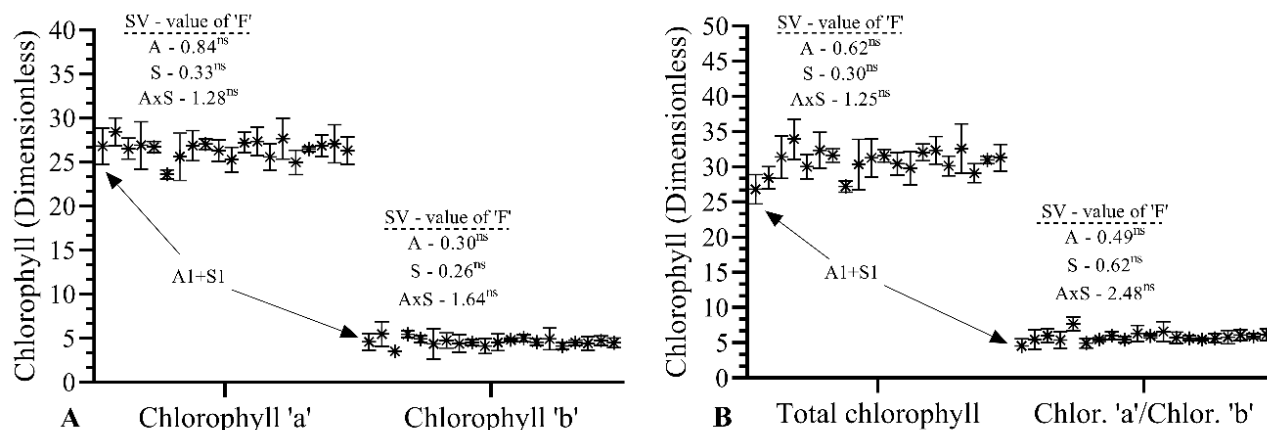 Chlorophyll (Dimensionless)
40
35
30
25
20
15
10
5
0
SV - value of 'F'
A - 0.84ns
S - 0.33ns
AxS - 1.28ns
SV - value of 'F'
A - 0.30ns
S - 0.26ns
AxS - 1.64ns
A1+S1
A
Chlorophyll 'a'
Chlorophyll 'b'
Chlorophyll (Dimensionless)
50
45
40
35
30
25
20
15
10
5
0
SV - value of 'F'
A - 0.62ns
S - 0.30ns
AxS - 1.25ns
SV - value of 'F'
A - 0.49ns
S - 0.62ns
AxS - 2.48ns
A1+S1
B
Total chlorophyll
Chlor. 'a'/Chlor. 'b'